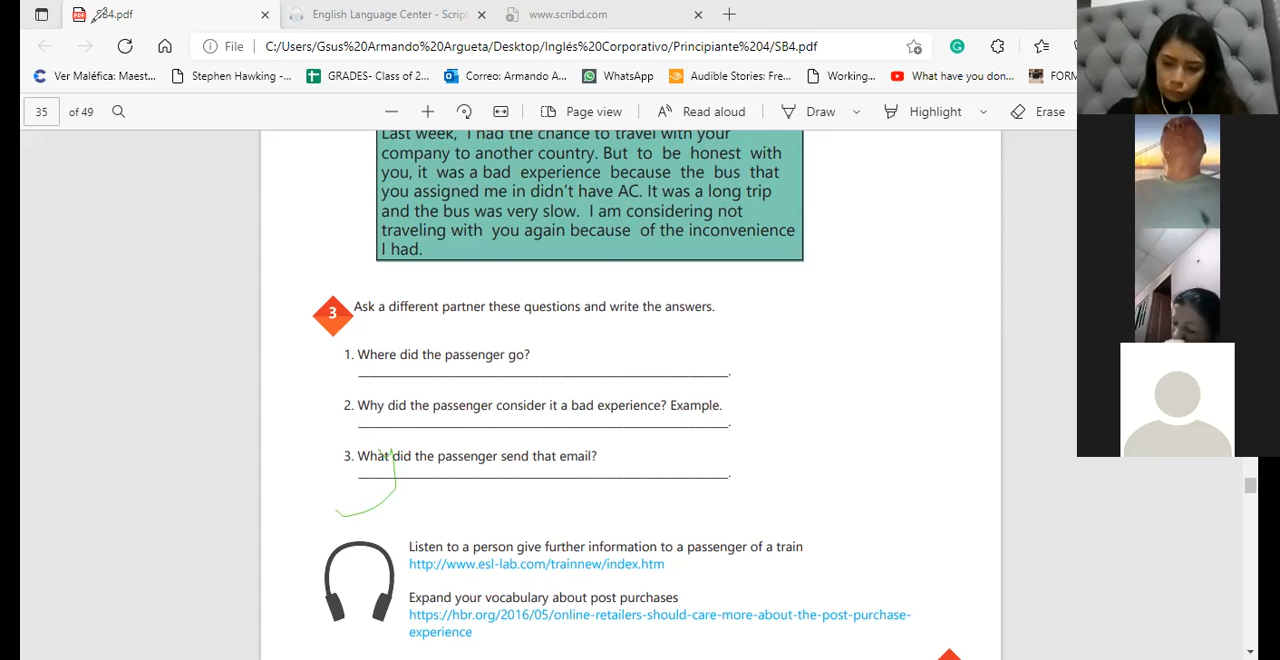 SB4.pdf
English Language Center - Script
www.scribd.com
File
C:/Users/Gsus%20Armando%20Argueta/Desktop/Inglés%20Corporativo/Principiante%204/SB4.pdf
Ver Maléfica: Maest...
Stephen Hawking -...
GRADES- Class of 2...
Correo: Armando A...
WhatsApp
Audible Stories: Fre...
Working...
What have you don...
FORM
35
of 49
Page view
Read aloud
Draw
Highlight
Erase
Last week, I had the chance to travel with your
company to another country. But to be honest with
you, it was a bad experience because the bus that
you assigned me in didn't have AC. It was a long trip
and the bus was very slow. I am considering not
traveling with you again because of the inconvenience
I had.
3
Ask a different partner these questions and write the answers.
1. Where did the passenger go?
2. Why did the passenger consider it a bad experience? Example.
3. What did the passenger send that email?
Listen to a person give further information to a passenger of a train
http://www.esl-lab.com/trainnew/index.htm
Expand your vocabulary about post purchases
https://hbr.org/2016/05/online-retailers-should-care-more-about-the-post-purchase-
experience